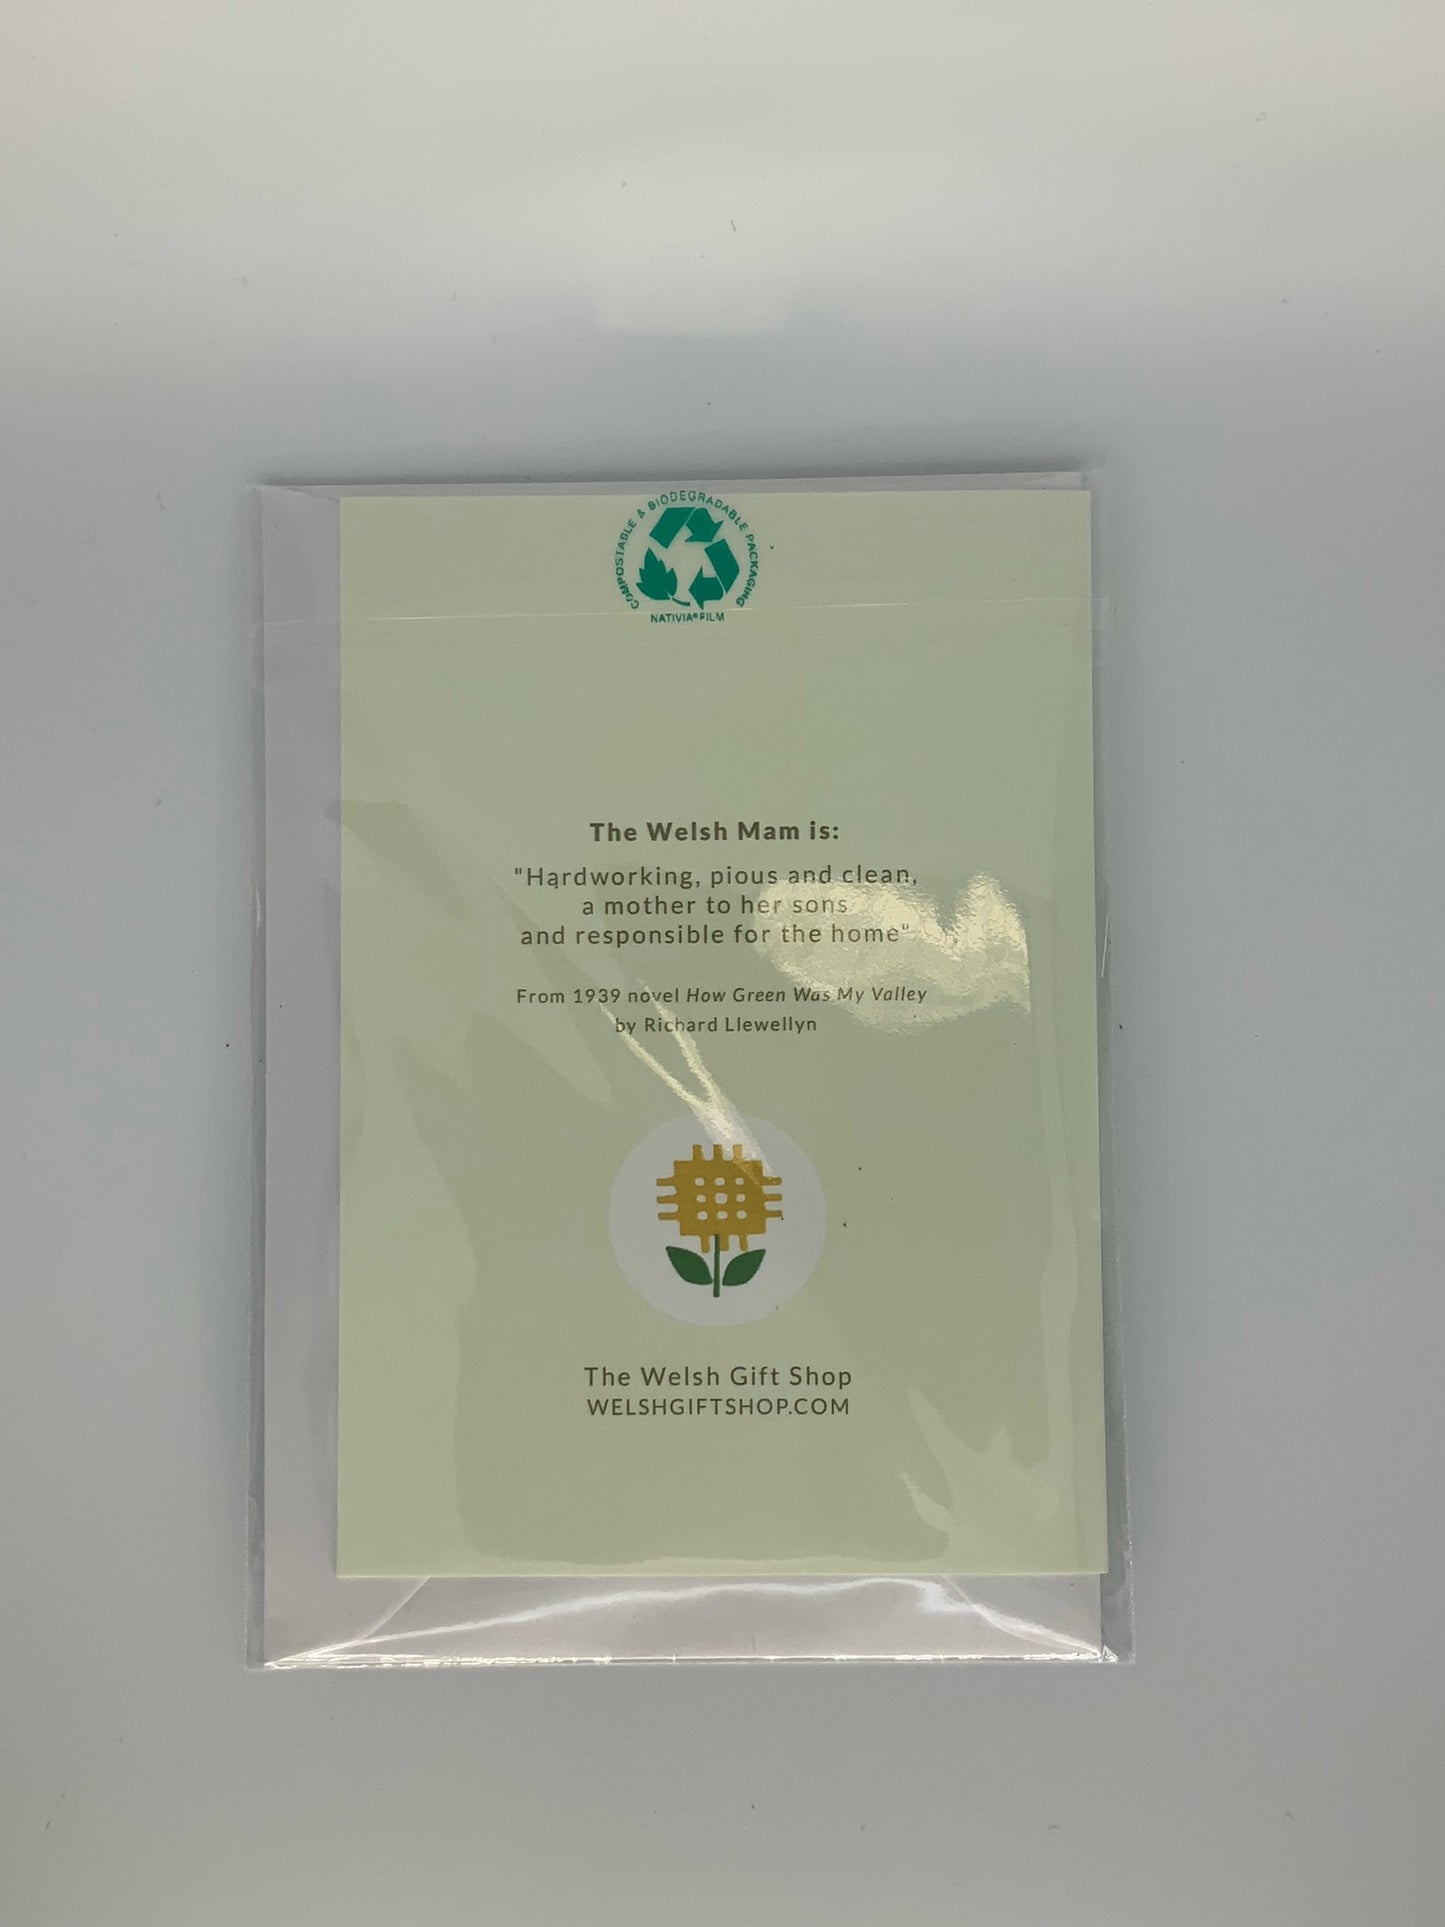 COMPOSTABLE & BIODEGRADABLE PACKAGING
NATIVIA® FILM
The Welsh Mam is:
"Hardworking, pious and clean,
a mother to her sons
and responsible for the home"
From 1939 novel How Green Was My Valley
by Richard Llewellyn
The Welsh Gift Shop
WELSHGIFTSHOP.COM